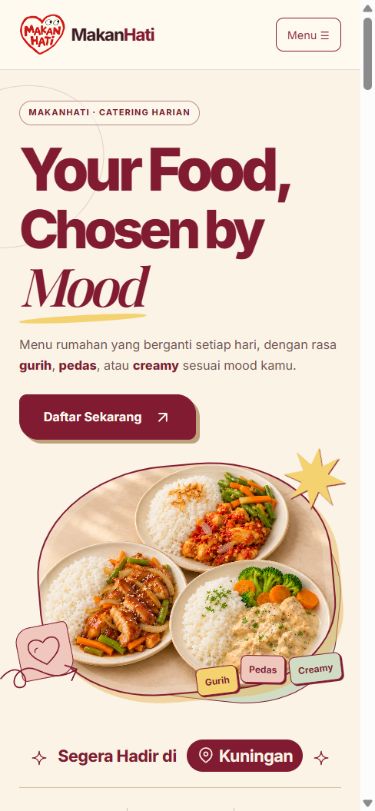 MAKAN
HATI
MakanHati
Menu ☰
MAKANHATI · CATERING HARIAN
Your Food,
Chosen by
Mood
Menu rumahan yang berganti setiap hari, dengan rasa
gurih, pedas, atau creamy sesuai mood kamu.
Daftar Sekarang ↗
Gurih
Pedas
Creamy
Segera Hadir di Kuningan